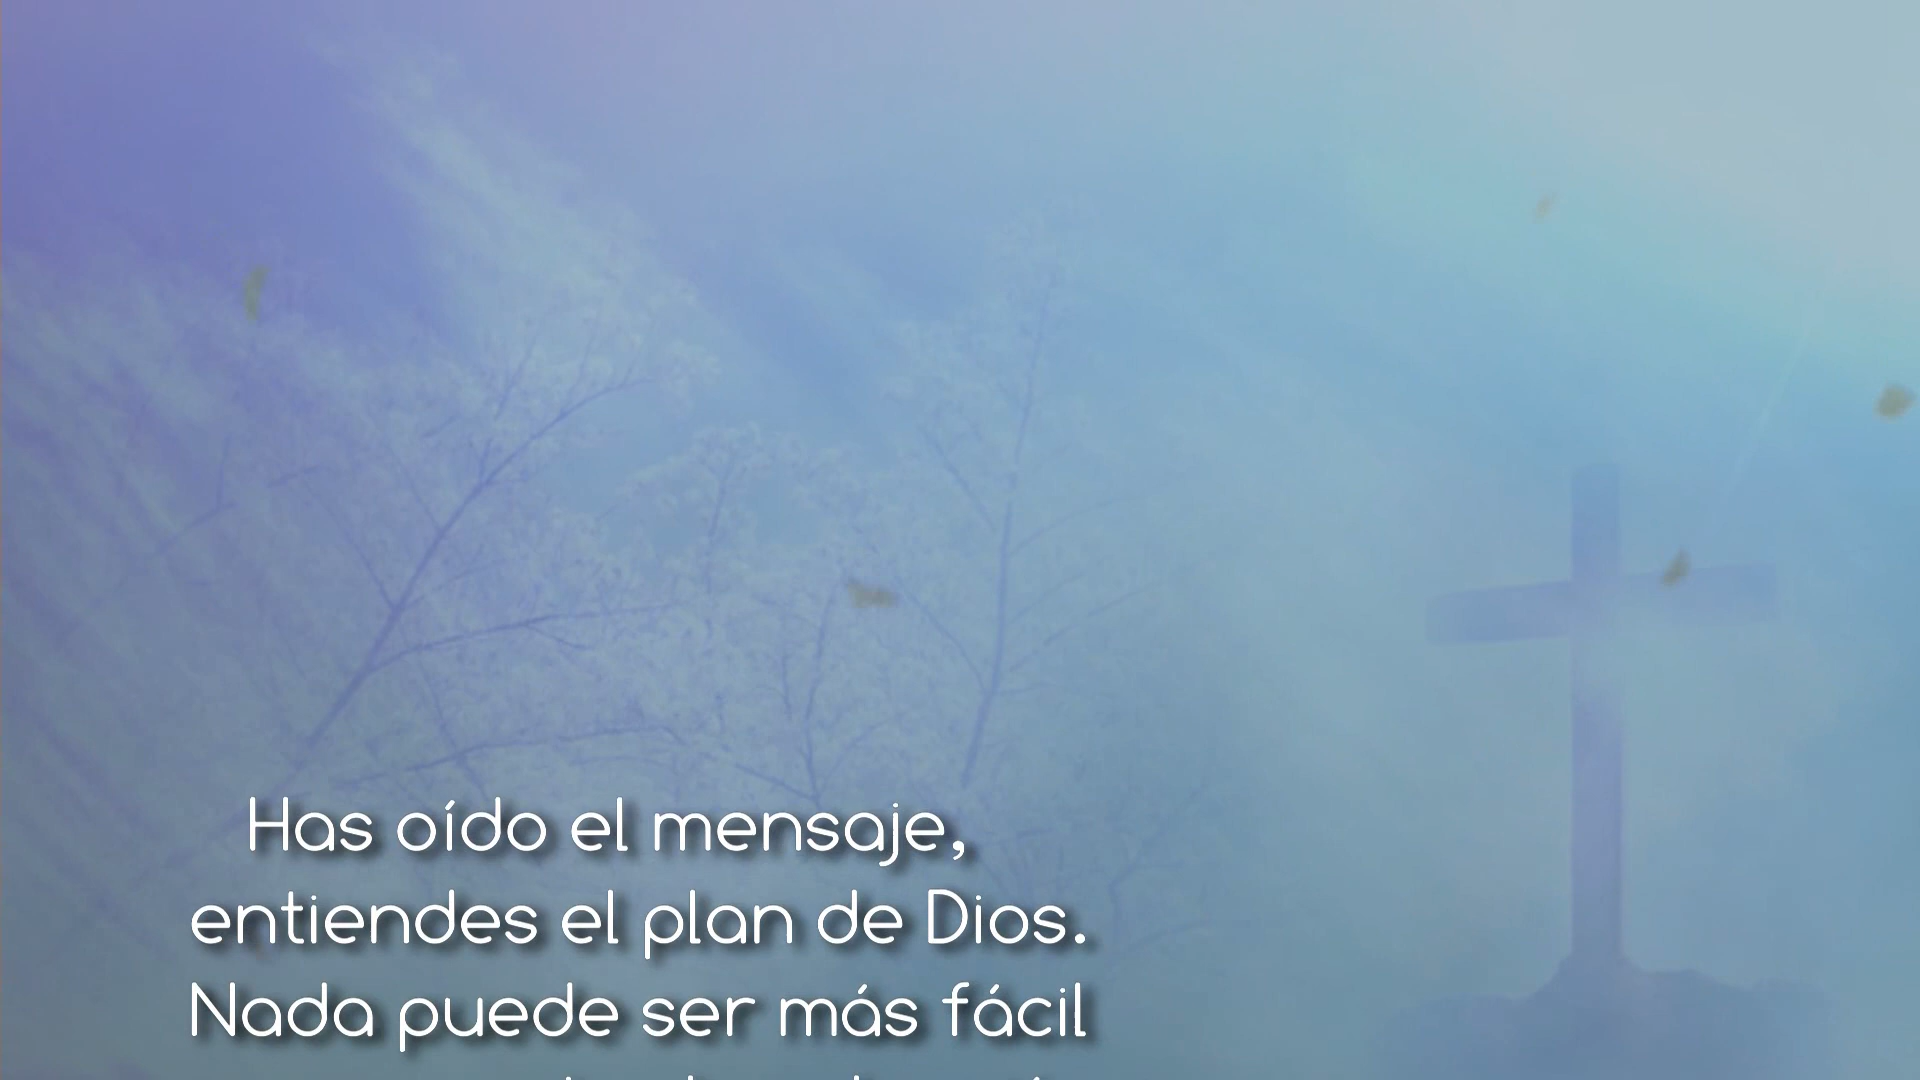 Has oído el mensaje,
entiendes el plan de Dios.
Nada puede ser más fácil